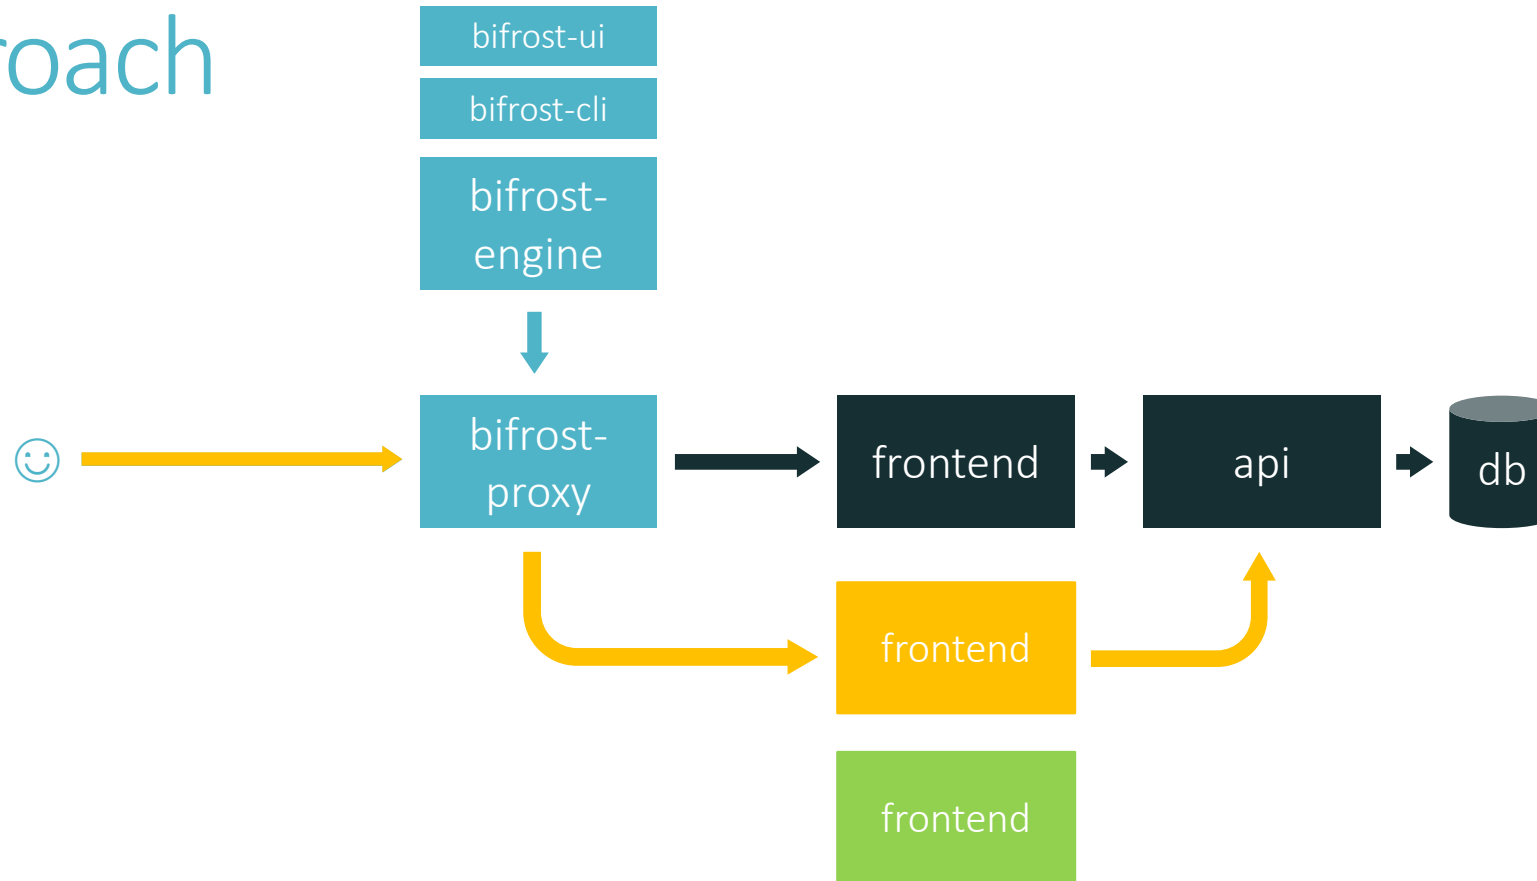 roach
bifrost-ui
bifrost-cli
bifrost-
engine
bifrost-
proxy
frontend
api
db
frontend
frontend